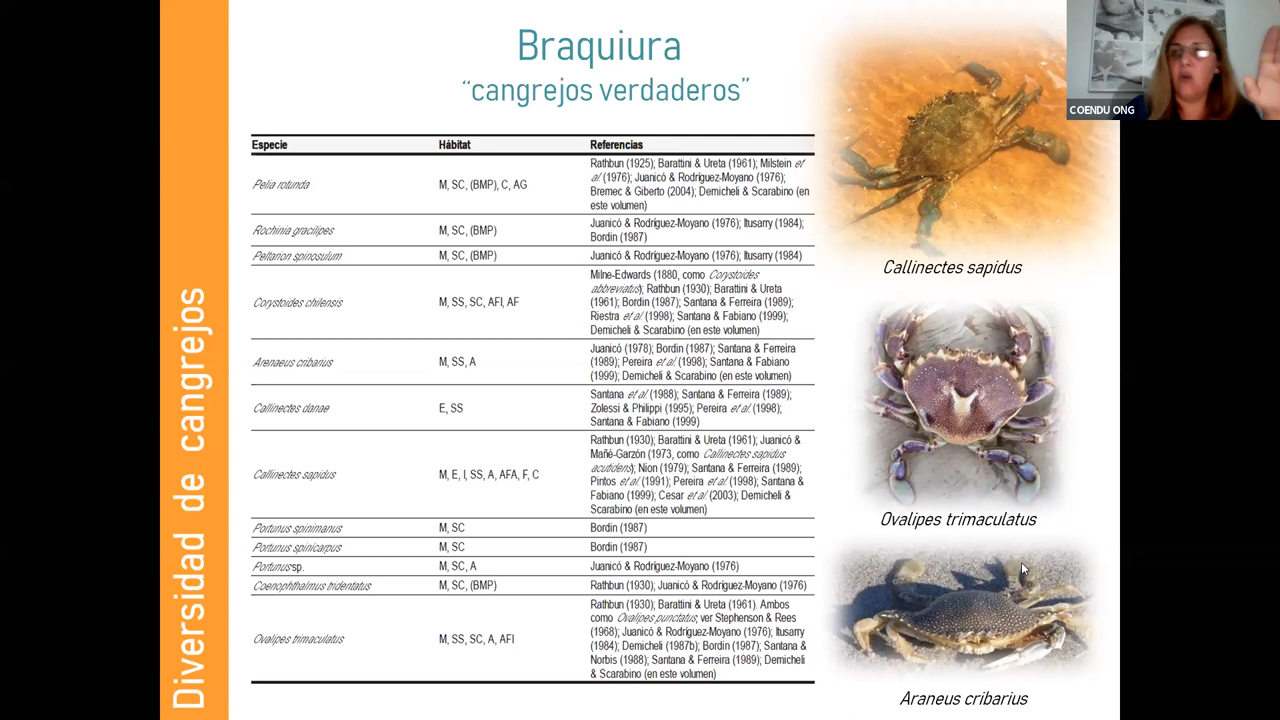 Braquiura
“cangrejos verdaderos”
Diversidad de cangrejos
COENDU ONG
Especie Hábitat Referencias
Pelia rotunda M, SC, (BMP), C, AG Rathbun (1925); Barattini & Ureta (1961); Milstein et
al. (1976); Juanicó & Rodríguez-Moyano (1976);
Bremec & Giberto (2004); Demicheli & Scarabino (en
este volumen)
Rochinia gracilipes M, SC, (BMP) Juanicó & Rodríguez-Moyano (1976); Itusarry (1984);
Bordin (1987)
Peltarion spinosulum M, SC, (BMP) Juanicó & Rodríguez-Moyano (1976); Itusarry (1984)
Corystoides chilensis M, SS, SC, AFI, AF Milne-Edwards (1880, como Corystoides
abbreviatus); Rathbun (1930); Barattini & Ureta
(1961); Bordin (1987); Santana & Ferreira (1989);
Riestra et al. (1998); Santana & Fabiano (1999);
Demicheli & Scarabino (en este volumen)
Arenaeus cribarius M, SS, A Juanicó (1978); Bordin (1987); Santana & Ferreira
(1989); Pereira et al. (1998); Santana & Fabiano
(1999); Demicheli & Scarabino (en este volumen)
Callinectes danae E, SS Santana et al. (1988); Santana & Ferreira (1989);
Zolessi & Philippi (1995); Pereira et al. (1998);
Santana & Fabiano (1999)
Callinectes sapidus M, E, I, SS, A, AFA, F, C Rathbun (1930); Barattini & Ureta (1961); Juanicó &
Mañé-Garzón (1973, como Callinectes sapidus
acutidens); Nion (1979); Santana & Ferreira (1989);
Pintos et al. (1991); Pereira et al. (1998); Santana &
Fabiano (1999); Cesar et al. (2003); Demicheli &
Scarabino (en este volumen)
Portunus spinimanus M, SC Bordin (1987)
Portunus spinicarpus M, SC Bordin (1987)
Portunus sp. M, SC, A Juanicó & Rodríguez-Moyano (1976)
Coenophthalmus tridentatus M, SC, (BMP) Rathbun (1930); Juanicó & Rodríguez-Moyano (1976)
Ovalipes trimaculatus M, SS, SC, A, AFI Rathbun (1930); Barattini & Ureta (1961). Ambos
como Ovalipes punctatus; ver Stephenson & Rees
(1968); Juanicó & Rodríguez-Moyano (1976); Itusarry
(1984); Demicheli (1987b); Bordin (1987); Santana &
Norbis (1988); Santana & Ferreira (1989); Demicheli
& Scarabino (en este volumen)
Callinectes sapidus
Ovalipes trimaculatus
Araneus cribarius